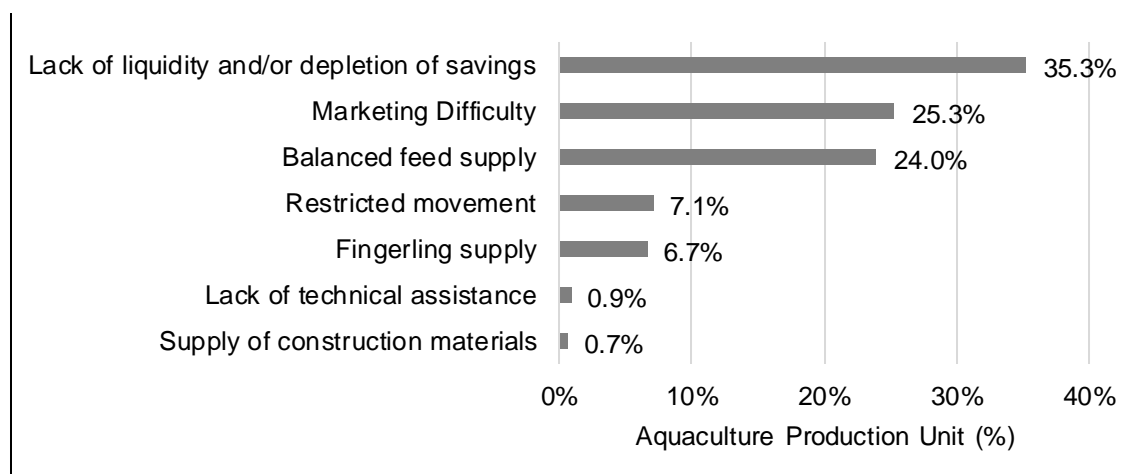 Lack of liquidity and/or depletion of savings 35.3%
Marketing Difficulty 25.3%
Balanced feed supply 24.0%
Restricted movement 7.1%
Fingerling supply 6.7%
Lack of technical assistance 0.9%
Supply of construction materials 0.7%
0% 10% 20% 30% 40%
Aquaculture Production Unit (%)